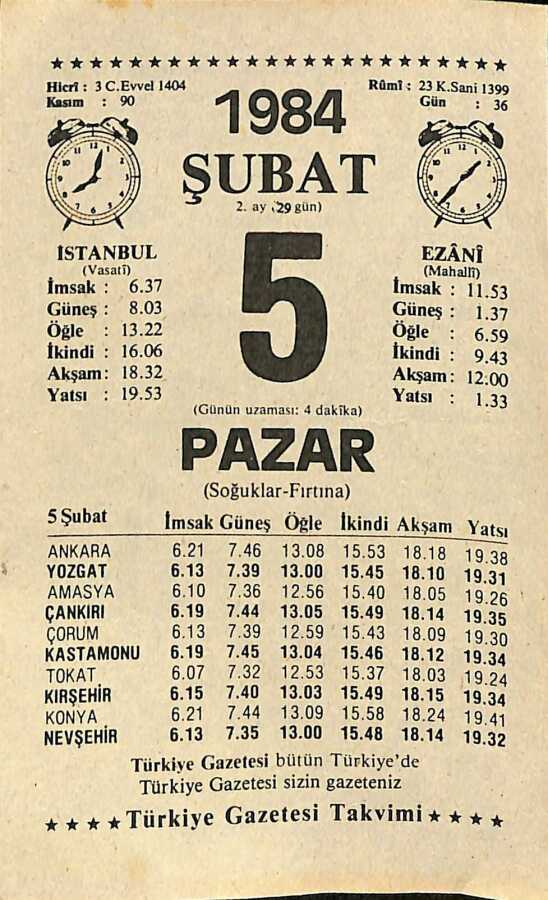 Hicrî : 3 C.Evvel 1404
Kasım : 90
Rûmî : 23 K.Sani 1399
Gün : 36
1984
ŞUBAT
2. ay (29 gün)
5
İSTANBUL
(Vasatî)
İmsak : 6.37
Güneş : 8.03
Öğle : 13.22
İkindi : 16.06
Akşam : 18.32
Yatsı : 19.53
EZÂNÎ
(Mahallî)
İmsak : 11.53
Güneş : 1.37
Öğle : 6.59
İkindi : 9.43
Akşam : 12.00
Yatsı : 1.33
(Günün uzaması: 4 dakîka)
PAZAR
(Soğuklar-Fırtına)
5 Şubat İmsak Güneş Öğle İkindi Akşam Yatsı
ANKARA 6.21 7.46 13.08 15.53 18.18 19.38
YOZGAT 6.13 7.39 13.00 15.45 18.10 19.31
AMASYA 6.10 7.36 12.56 15.40 18.05 19.26
ÇANKIRI 6.19 7.44 13.05 15.49 18.14 19.35
ÇORUM 6.13 7.39 12.59 15.43 18.09 19.30
KASTAMONU 6.19 7.45 13.04 15.46 18.12 19.34
TOKAT 6.07 7.32 12.53 15.37 18.03 19.24
KIRŞEHİR 6.15 7.40 13.03 15.49 18.15 19.34
KONYA 6.21 7.44 13.09 15.58 18.24 19.41
NEVŞEHİR 6.13 7.35 13.00 15.48 18.14 19.32
Türkiye Gazetesi bütün Türkiye'de
Türkiye Gazetesi sizin gazeteniz
Türkiye Gazetesi Takvimi